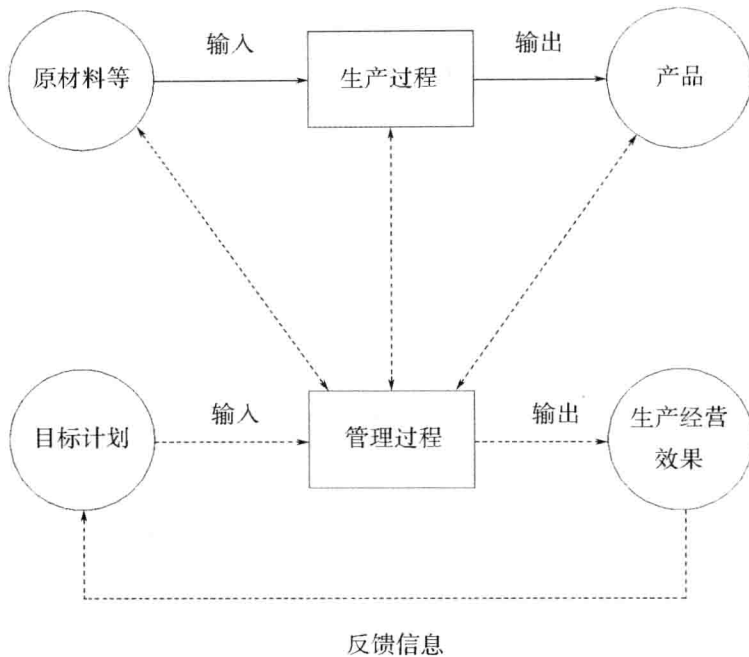 输入
输出
原材料等
生产过程
产品
输入
输出
目标计划
管理过程
生产经营
效果
反馈信息